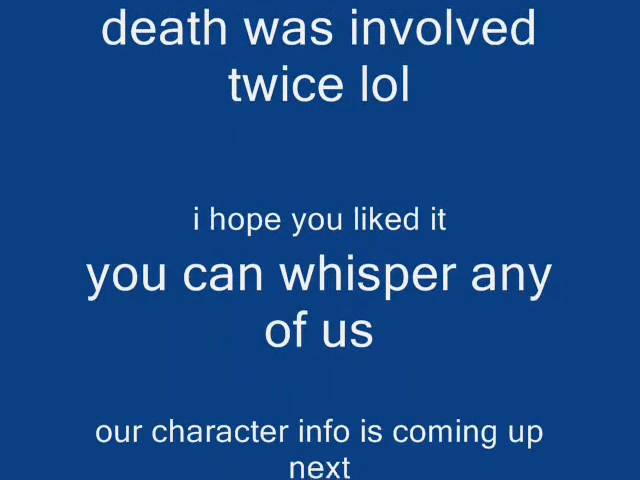 death was involved
twice lol
i hope you liked it
you can whisper any
of us
our character info is coming up
next